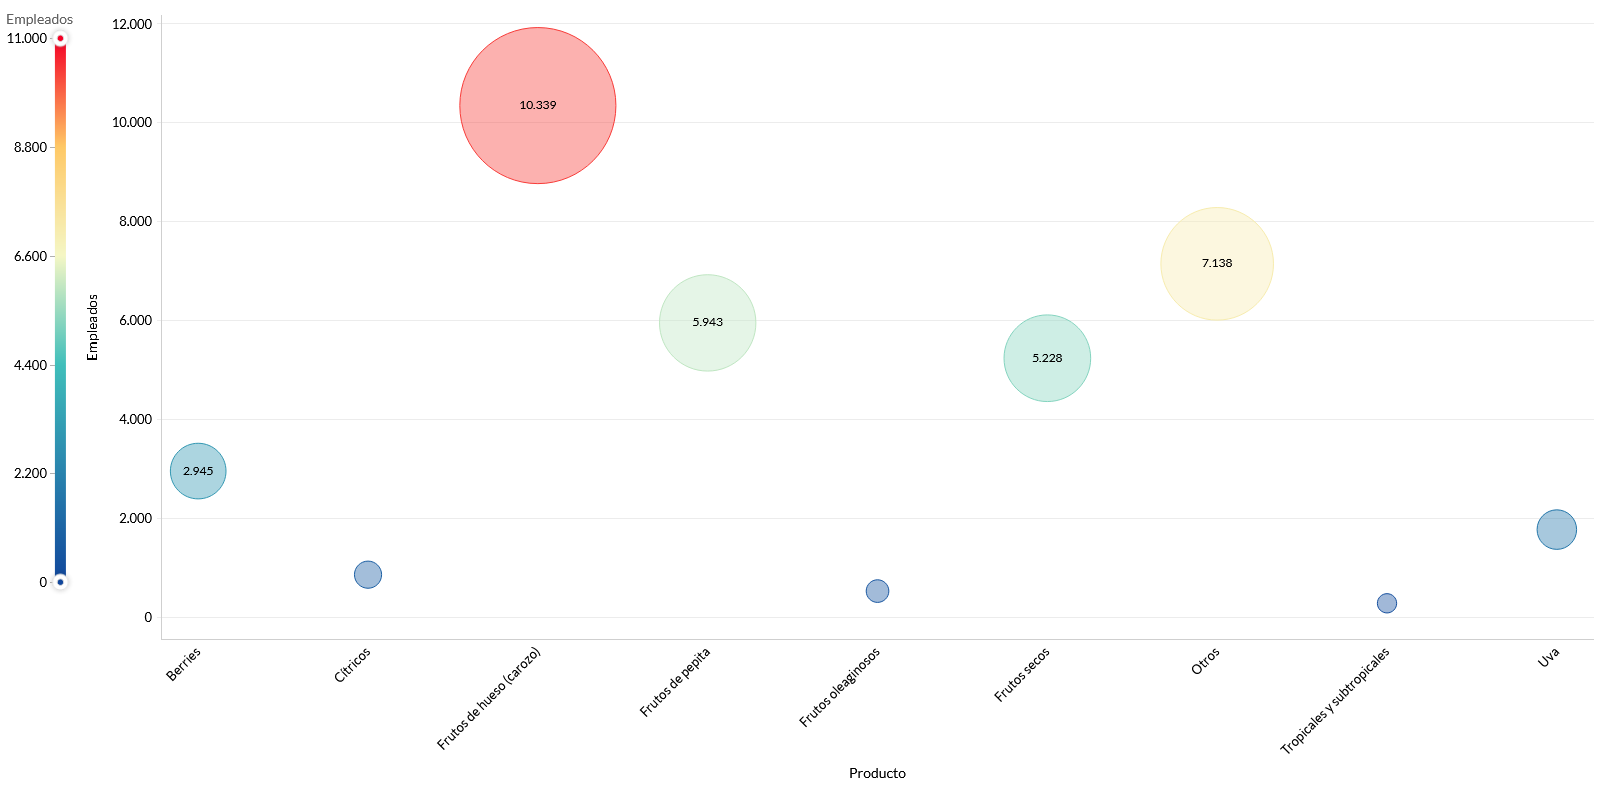 Empleados
11.000
8.800
6.600
4.400
2.200
0
Empleados
12.000
10.000
8.000
6.000
4.000
2.000
0
10.339
7.138
5.943
5.228
2.945
Berries
Cítricos
Frutos de hueso (carozo)
Frutos de pepita
Frutos oleaginosos
Frutos secos
Otros
Tropicales y subtropicales
Uva
Producto